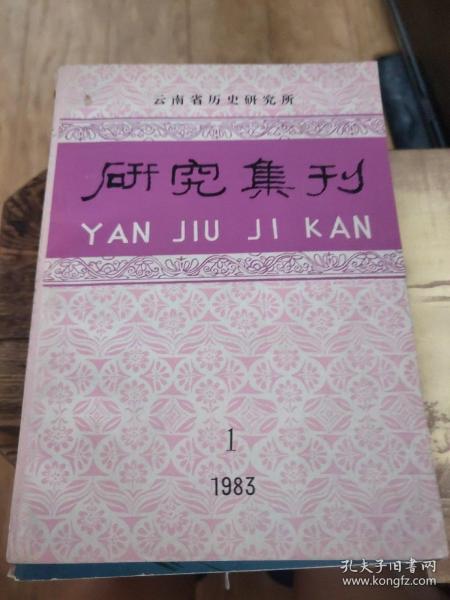 云南省历史研究所
研究集刊
YAN JIU JI KAN
1
1983
孔夫子旧书网
www.kongfz.com